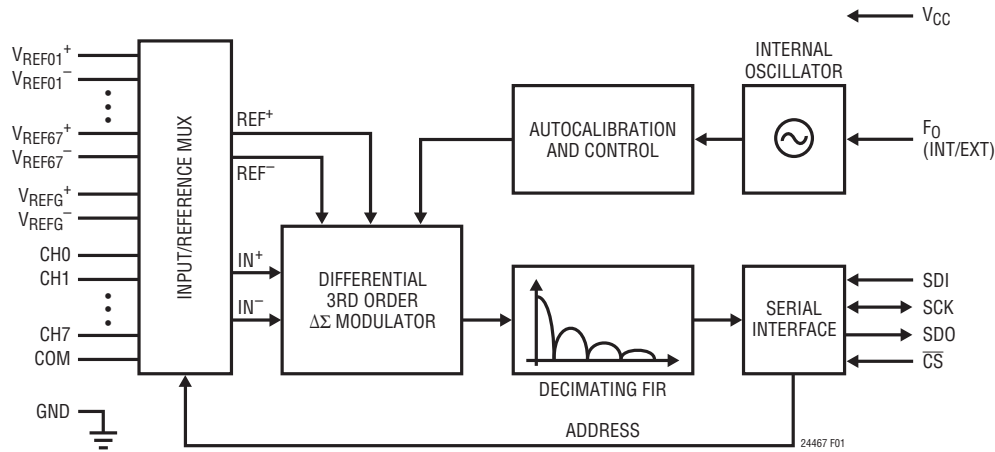 VCC
VREF01+
VREF01–
VREF67+
VREF67–
VREFG+
VREFG–
CH0
CH1
CH7
COM
GND
INPUT/REFERENCE MUX
REF+
REF–
IN+
IN–
DIFFERENTIAL
3RD ORDER
ΔΣ MODULATOR
AUTOCALIBRATION
AND CONTROL
INTERNAL
OSCILLATOR
FO
(INT/EXT)
DECIMATING FIR
SERIAL
INTERFACE
SDI
SCK
SDO
CS
ADDRESS
24467 F01